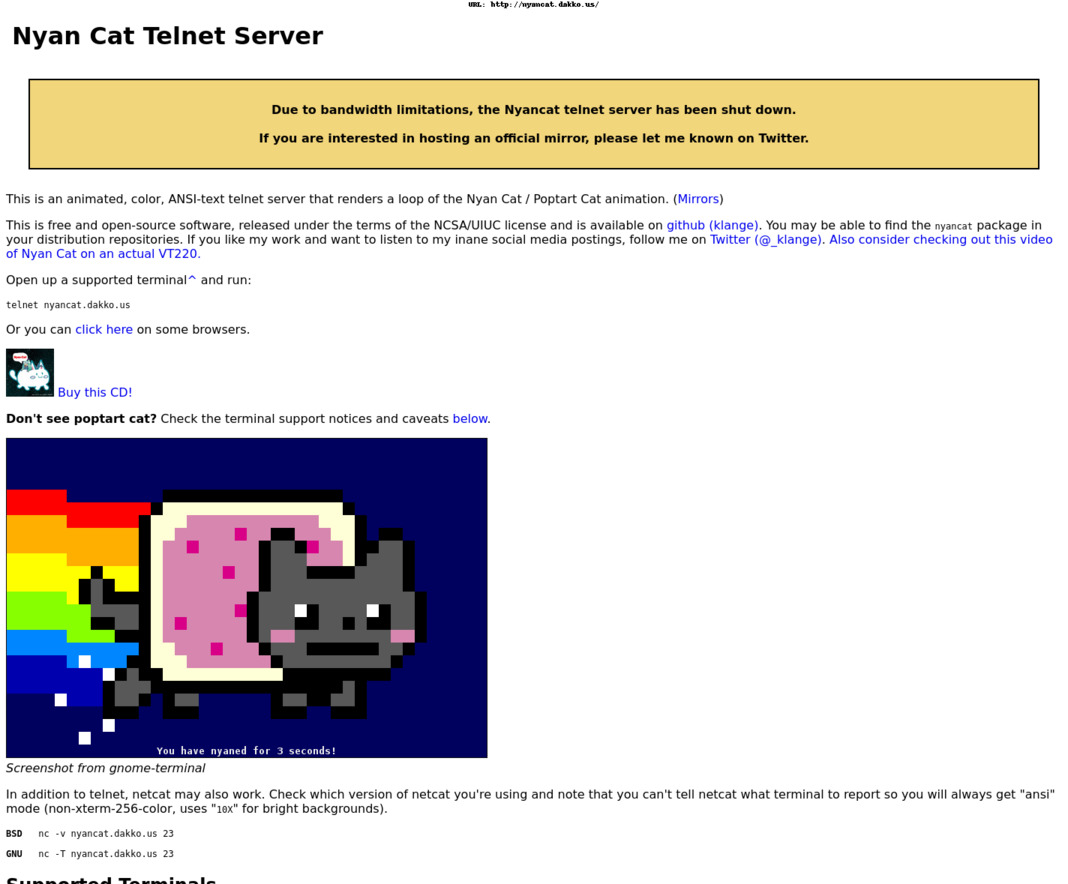 URL: http://nyancat.dakko.us/
Nyan Cat Telnet Server
Due to bandwidth limitations, the Nyancat telnet server has been shut down.
If you are interested in hosting an official mirror, please let me known on Twitter.
This is an animated, color, ANSI-text telnet server that renders a loop of the Nyan Cat / Poptart Cat animation. (Mirrors)
This is free and open-source software, released under the terms of the NCSA/UIUC license and is available on github (klange). You may be able to find the nyancat package in
your distribution repositories. If you like my work and want to listen to my inane social media postings, follow me on Twitter (@_klange). Also consider checking out this video
of Nyan Cat on an actual VT220.
Open up a supported terminal^ and run:
telnet nyancat.dakko.us
Or you can click here on some browsers.
Buy this CD!
Don't see poptart cat? Check the terminal support notices and caveats below.
You have nyaned for 3 seconds!
Screenshot from gnome-terminal
In addition to telnet, netcat may also work. Check which version of netcat you're using and note that you can't tell netcat what terminal to report so you will always get "ansi"
mode (non-xterm-256-color, uses "10X" for bright backgrounds).
BSD nc -v nyancat.dakko.us 23
GNU nc -T nyancat.dakko.us 23
Supported Terminals